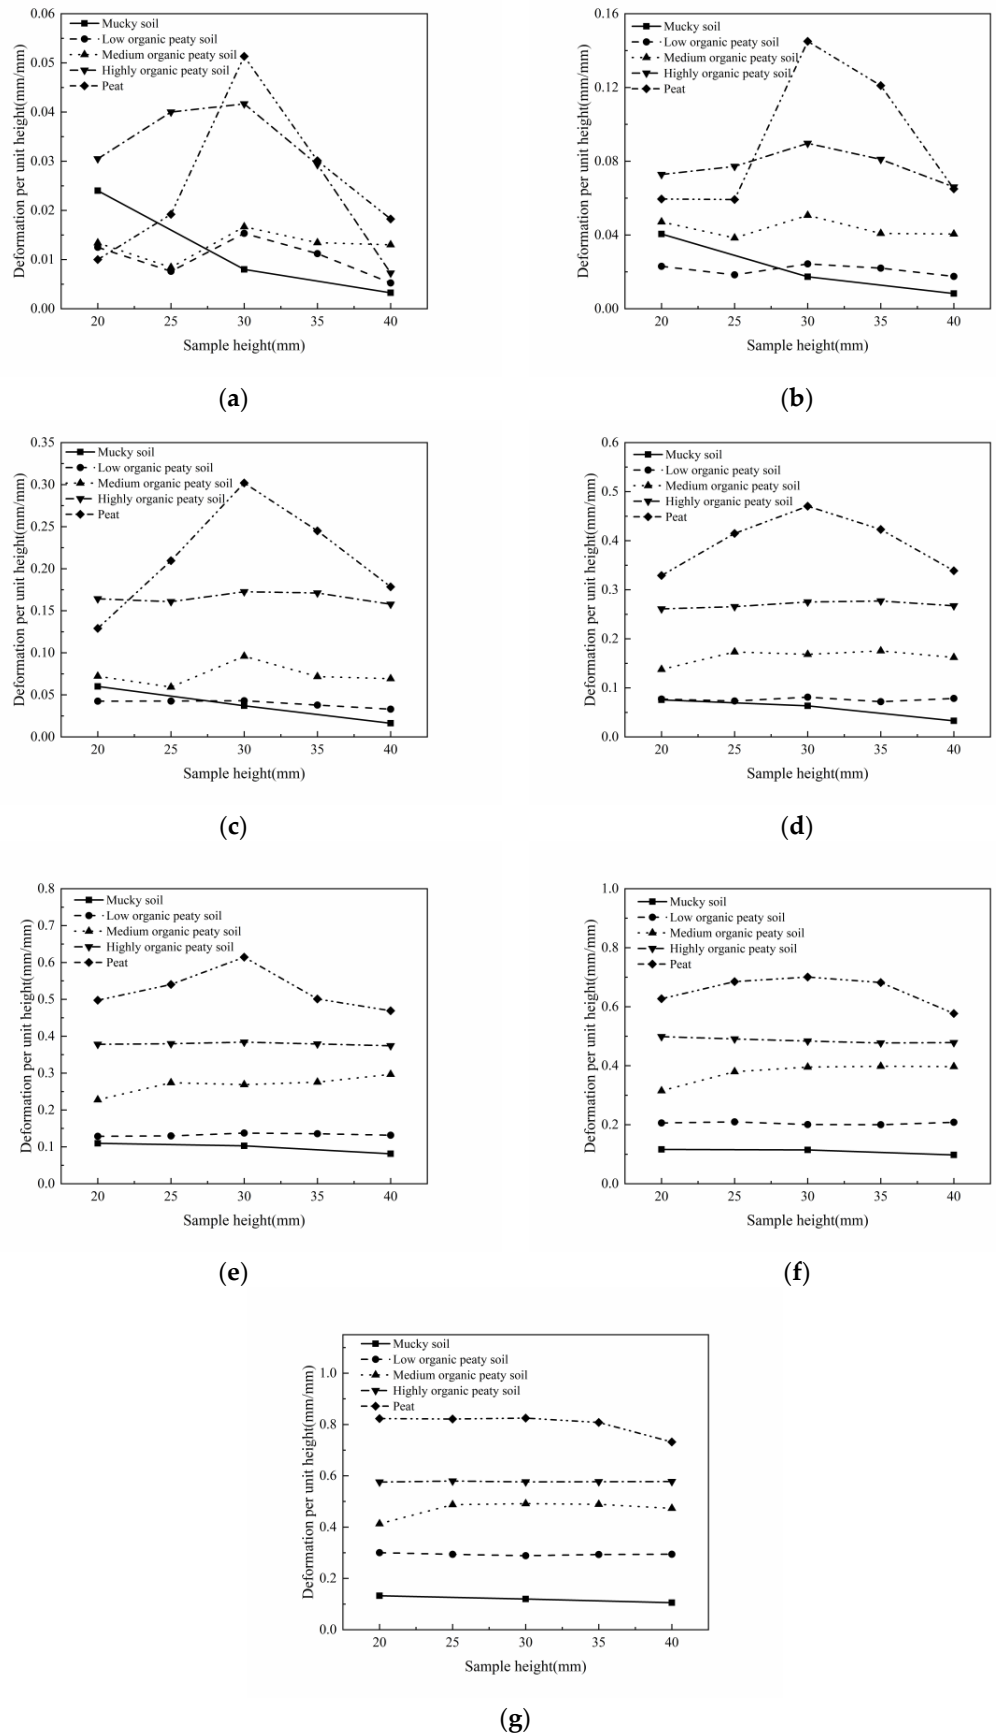 Mucky soil
Low organic peaty soil
Medium organic peaty soil
Highly organic peaty soil
Peat
Deformation per unit height(mm/mm)
0.06
0.05
0.04
0.03
0.02
0.01
0.00
20 25 30 35 40
Sample height(mm)
(a)
Mucky soil
Low organic peaty soil
Medium organic peaty soil
Highly organic peaty soil
Peat
Deformation per unit height(mm/mm)
0.16
0.12
0.08
0.04
0.00
20 25 30 35 40
Sample height(mm)
(b)
Mucky soil
Low organic peaty soil
Medium organic peaty soil
Highly organic peaty soil
Peat
Deformation per unit height(mm/mm)
0.35
0.30
0.25
0.20
0.15
0.10
0.05
0.00
20 25 30 35 40
Sample height(mm)
(c)
Mucky soil
Low organic peaty soil
Medium organic peaty soil
Highly organic peaty soil
Peat
Deformation per unit height(mm/mm)
0.6
0.5
0.4
0.3
0.2
0.1
0.0
20 25 30 35 40
Sample height(mm)
(d)
Mucky soil
Low organic peaty soil
Medium organic peaty soil
Highly organic peaty soil
Peat
Deformation per unit height(mm/mm)
0.8
0.7
0.6
0.5
0.4
0.3
0.2
0.1
0.0
20 25 30 35 40
Sample height(mm)
(e)
Mucky soil
Low organic peaty soil
Medium organic peaty soil
Highly organic peaty soil
Peat
Deformation per unit height(mm/mm)
1.0
0.8
0.6
0.4
0.2
0.0
20 25 30 35 40
Sample height(mm)
(f)
Mucky soil
Low organic peaty soil
Medium organic peaty soil
Highly organic peaty soil
Peat
Deformation per unit height(mm/mm)
1.0
0.8
0.6
0.4
0.2
0.0
20 25 30 35 40
Sample height(mm)
(g)